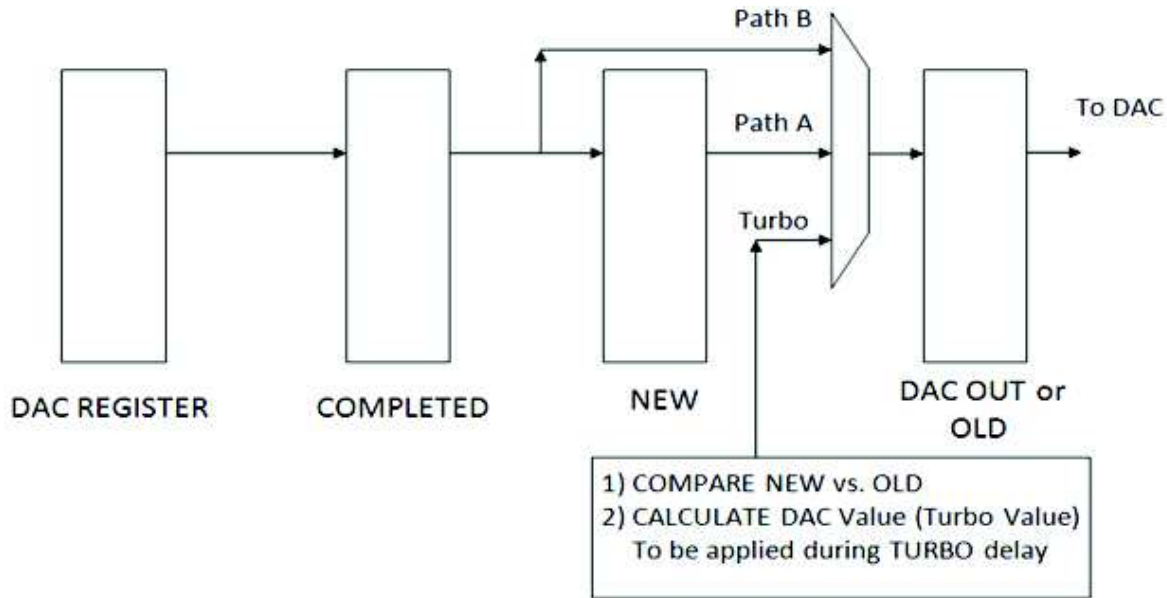 Path B
To DAC
Path A
Turbo
DAC REGISTER
COMPLETED
NEW
DAC OUT or
OLD
1) COMPARE NEW vs. OLD
2) CALCULATE DAC Value (Turbo Value)
To be applied during TURBO delay